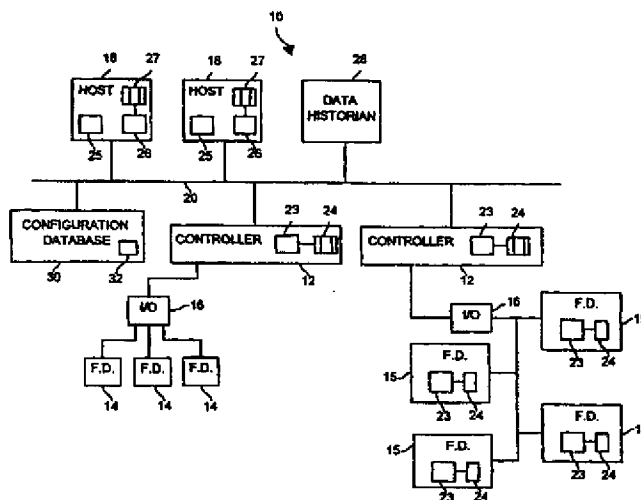 10
18 27 18 27 28
HOST HOST DATA
HISTORIAN
25 26 25 26
20
CONFIGURATION
DATABASE
30 32
CONTROLLER 23 24
12
CONTROLLER 23 24
12
I/O 16
F.D. F.D. F.D.
14 14 14
I/O 16
F.D. 1
23 24
15 F.D.
23 24
F.D. 1
23 24
15 F.D.
23 24